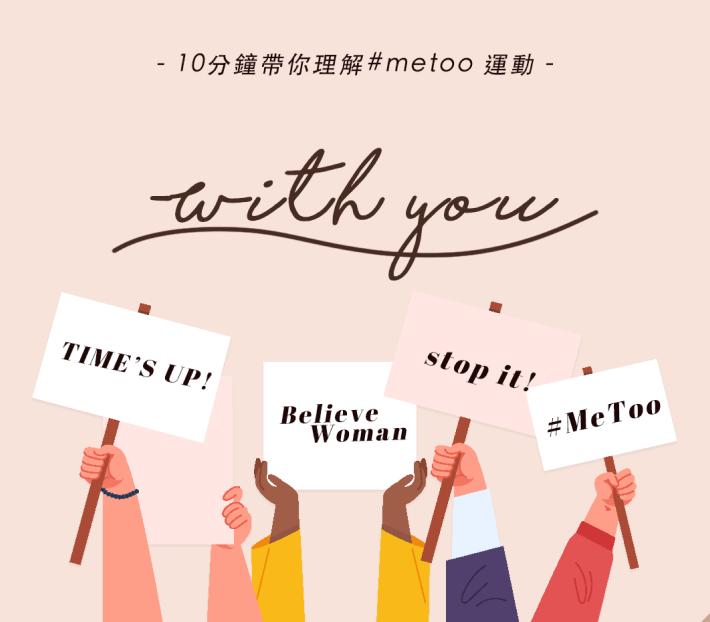 - 10分鐘帶你理解#metoo 運動 -
with you
TIME'S UP!
Believe
Woman
stop it!
#MeToo